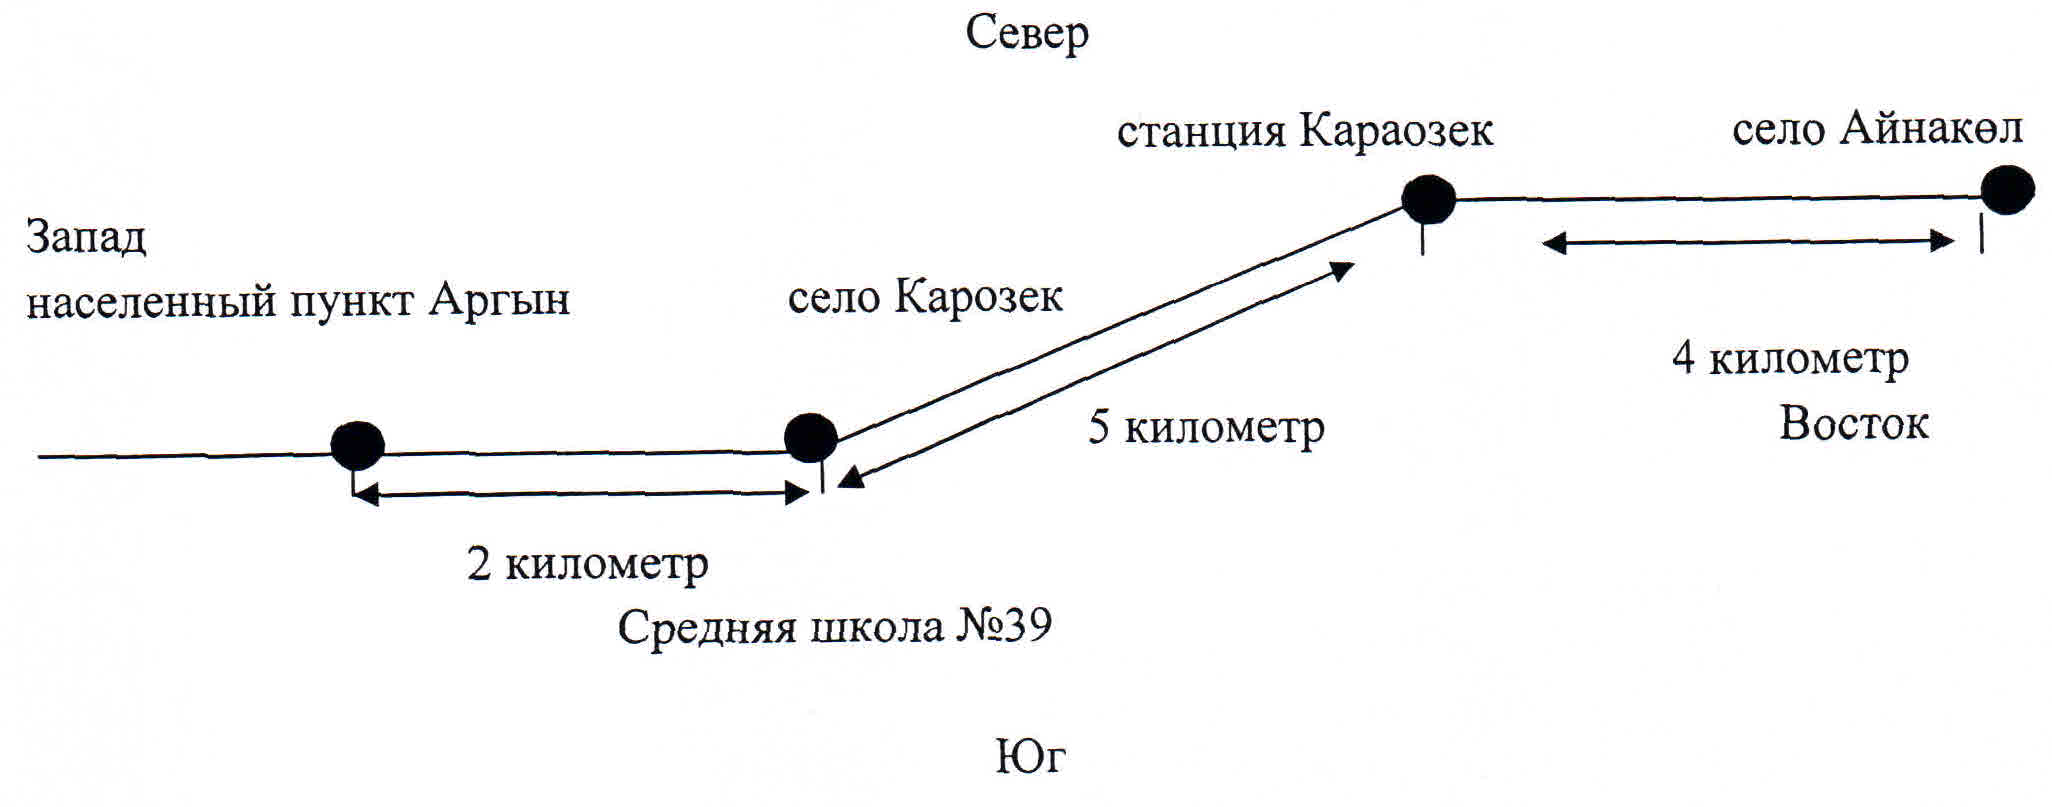 Север
станция Караозек
село Айнакөл
Запад
населенный пункт Аргын
село Карозек
4 километр
5 километр
Восток
2 километр
Средняя школа №39
Юг